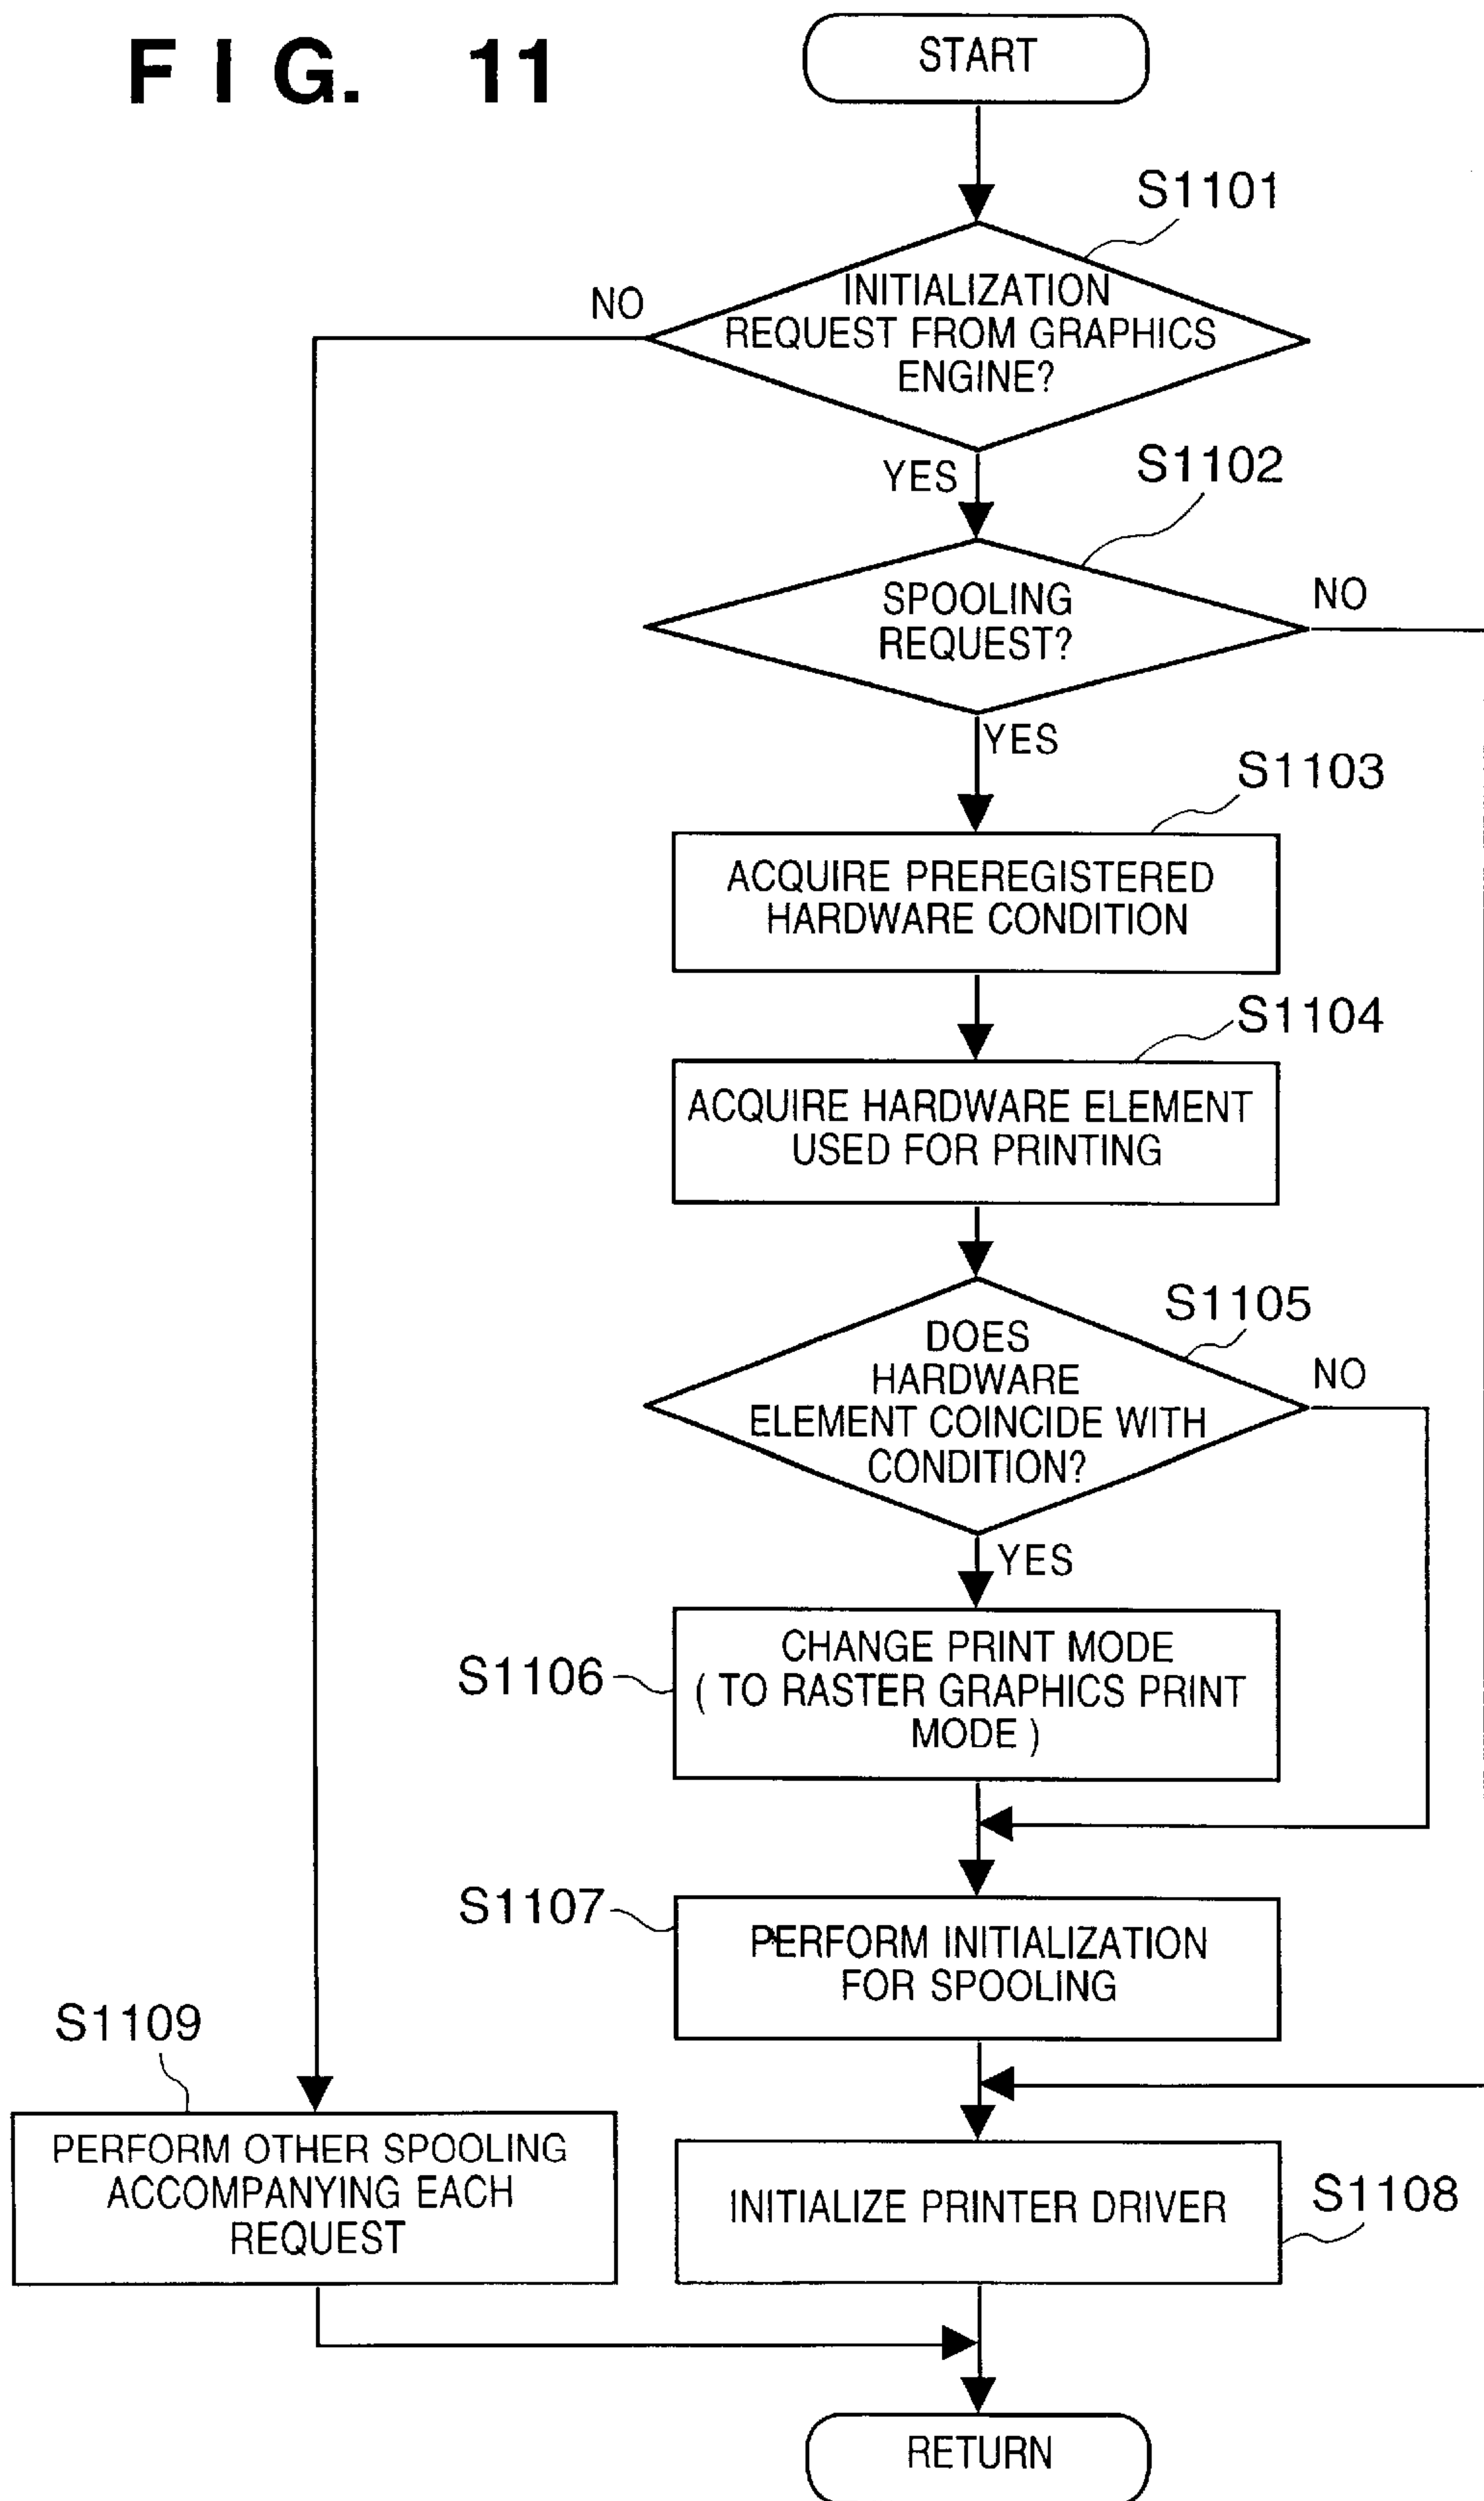 FIG. 11
START
S1101
NO
INITIALIZATION
REQUEST FROM GRAPHICS
ENGINE?
YES
S1102
SPOOLING
REQUEST?
NO
YES
S1103
ACQUIRE PREREGISTERED
HARDWARE CONDITION
S1104
ACQUIRE HARDWARE ELEMENT
USED FOR PRINTING
S1105
DOES
HARDWARE
ELEMENT COINCIDE WITH
CONDITION?
NO
YES
S1106
CHANGE PRINT MODE
( TO RASTER GRAPHICS PRINT
MODE )
S1107
PERFORM INITIALIZATION
FOR SPOOLING
S1109
PERFORM OTHER SPOOLING
ACCOMPANYING EACH
REQUEST
INITIALIZE PRINTER DRIVER
S1108
RETURN